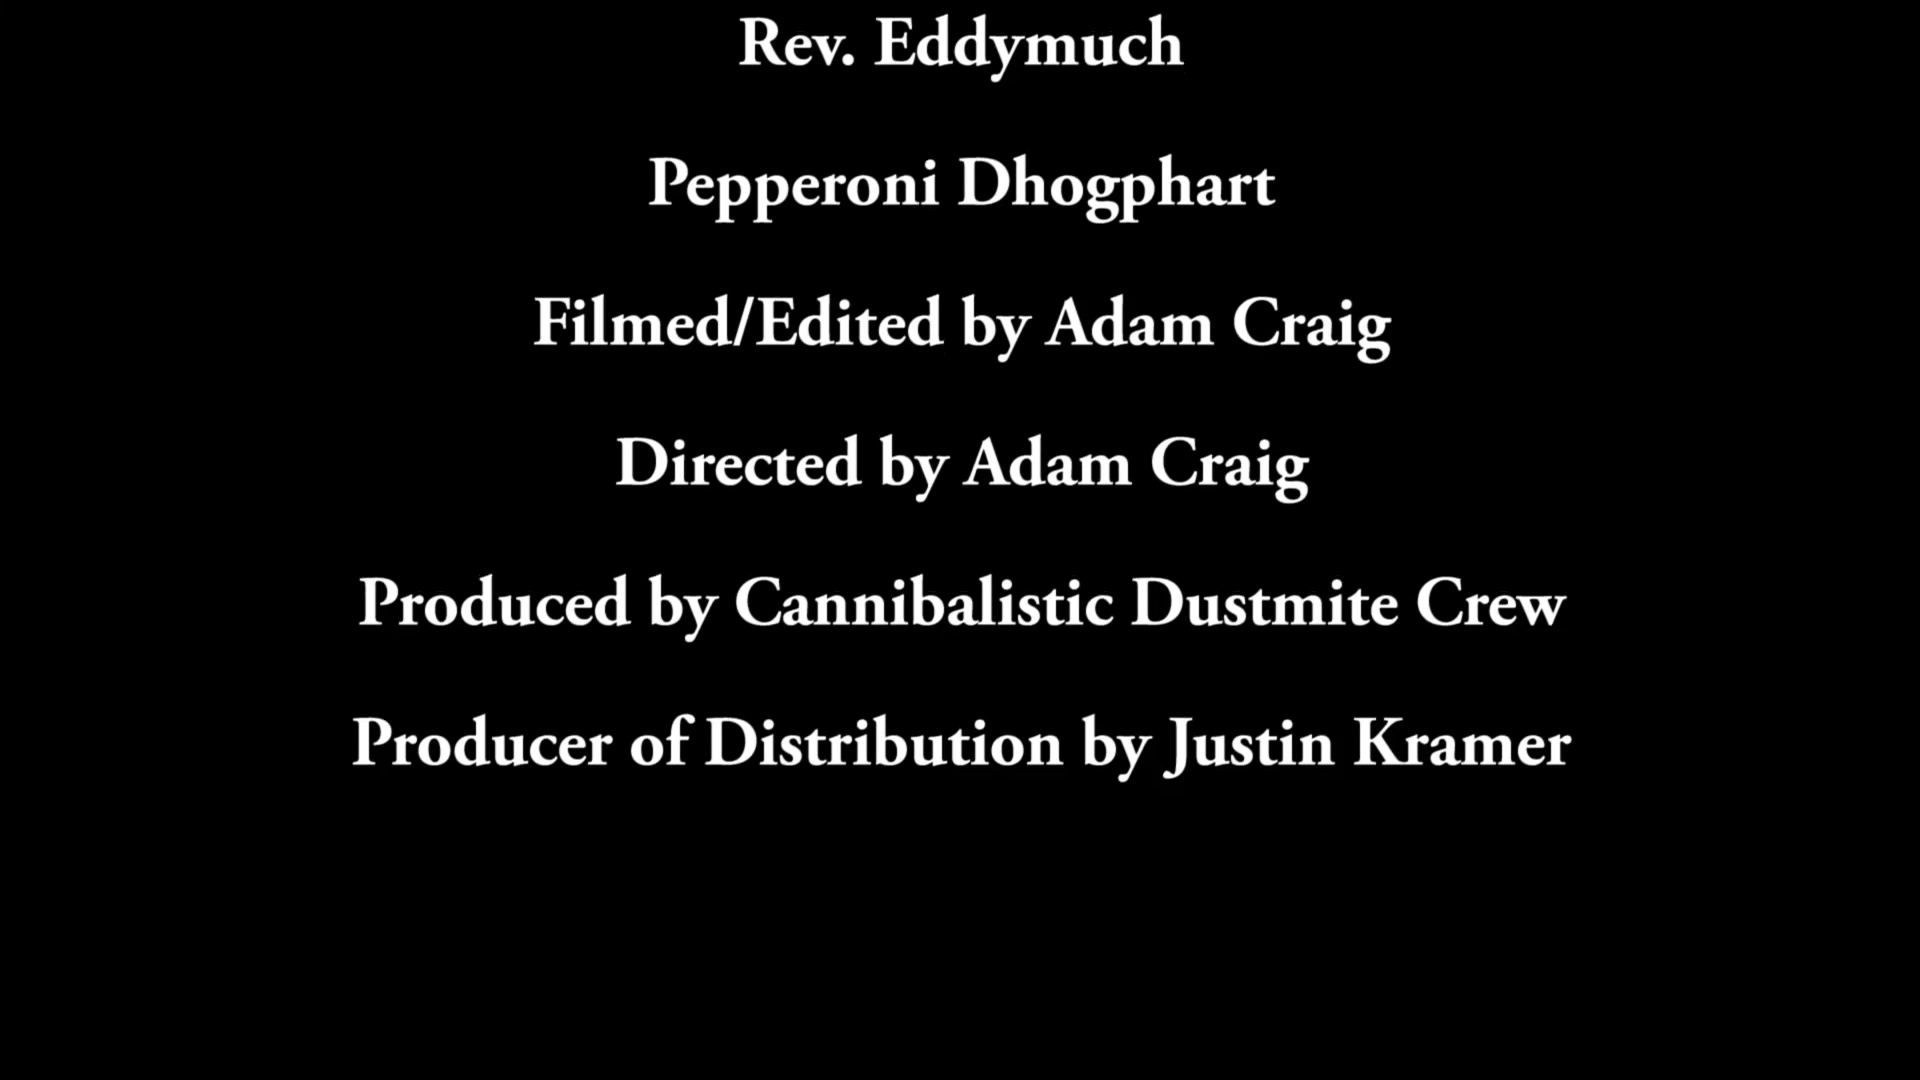 Rev. Eddymuch
Pepperoni Dhogphart
Filmed/Edited by Adam Craig
Directed by Adam Craig
Produced by Cannibalistic Dustmite Crew
Producer of Distribution by Justin Kramer